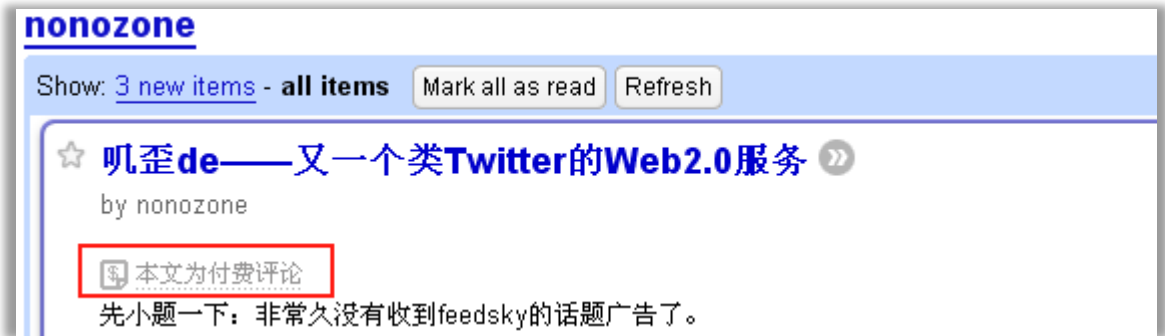 nonozone
Show: 3 new items - all items Mark all as read Refresh
叽歪de——又一个类Twitter的Web2.0服务
by nonozone
本文为付费评论
先小题一下：非常久没有收到feedsky的话题广告了。